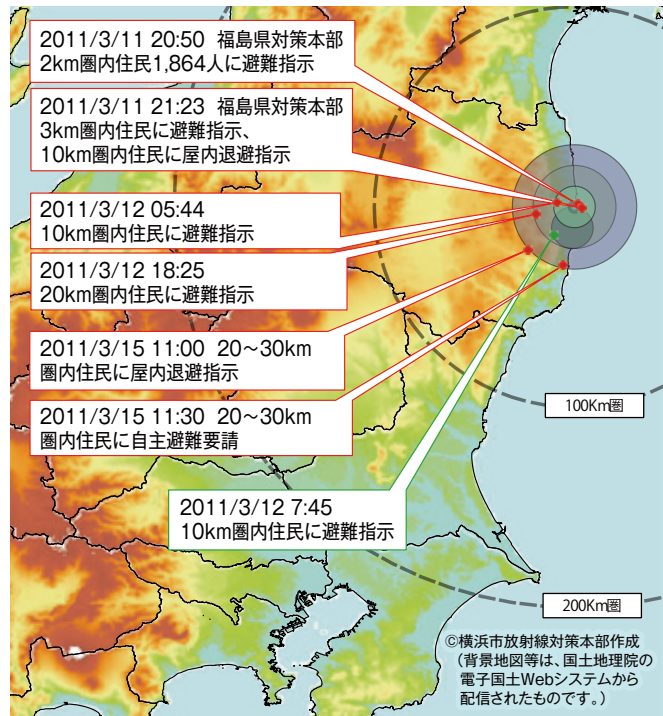 2011/3/11 20:50 福島県対策本部
2km圏内住民1,864人に避難指示
2011/3/11 21:23 福島県対策本部
3km圏内住民に避難指示、
10km圏内住民に屋内退避指示
2011/3/12 05:44
10km圏内住民に避難指示
2011/3/12 18:25
20km圏内住民に避難指示
2011/3/15 11:00 20～30km
圏内住民に屋内退避指示
2011/3/15 11:30 20～30km
圏内住民に自主避難要請
100Km圏
2011/3/12 7:45
10km圏内住民に避難指示
200Km圏
©横浜市放射線対策本部作成
（背景地図等は、国土地理院の
電子国土Webシステムから
配信されたものです。）